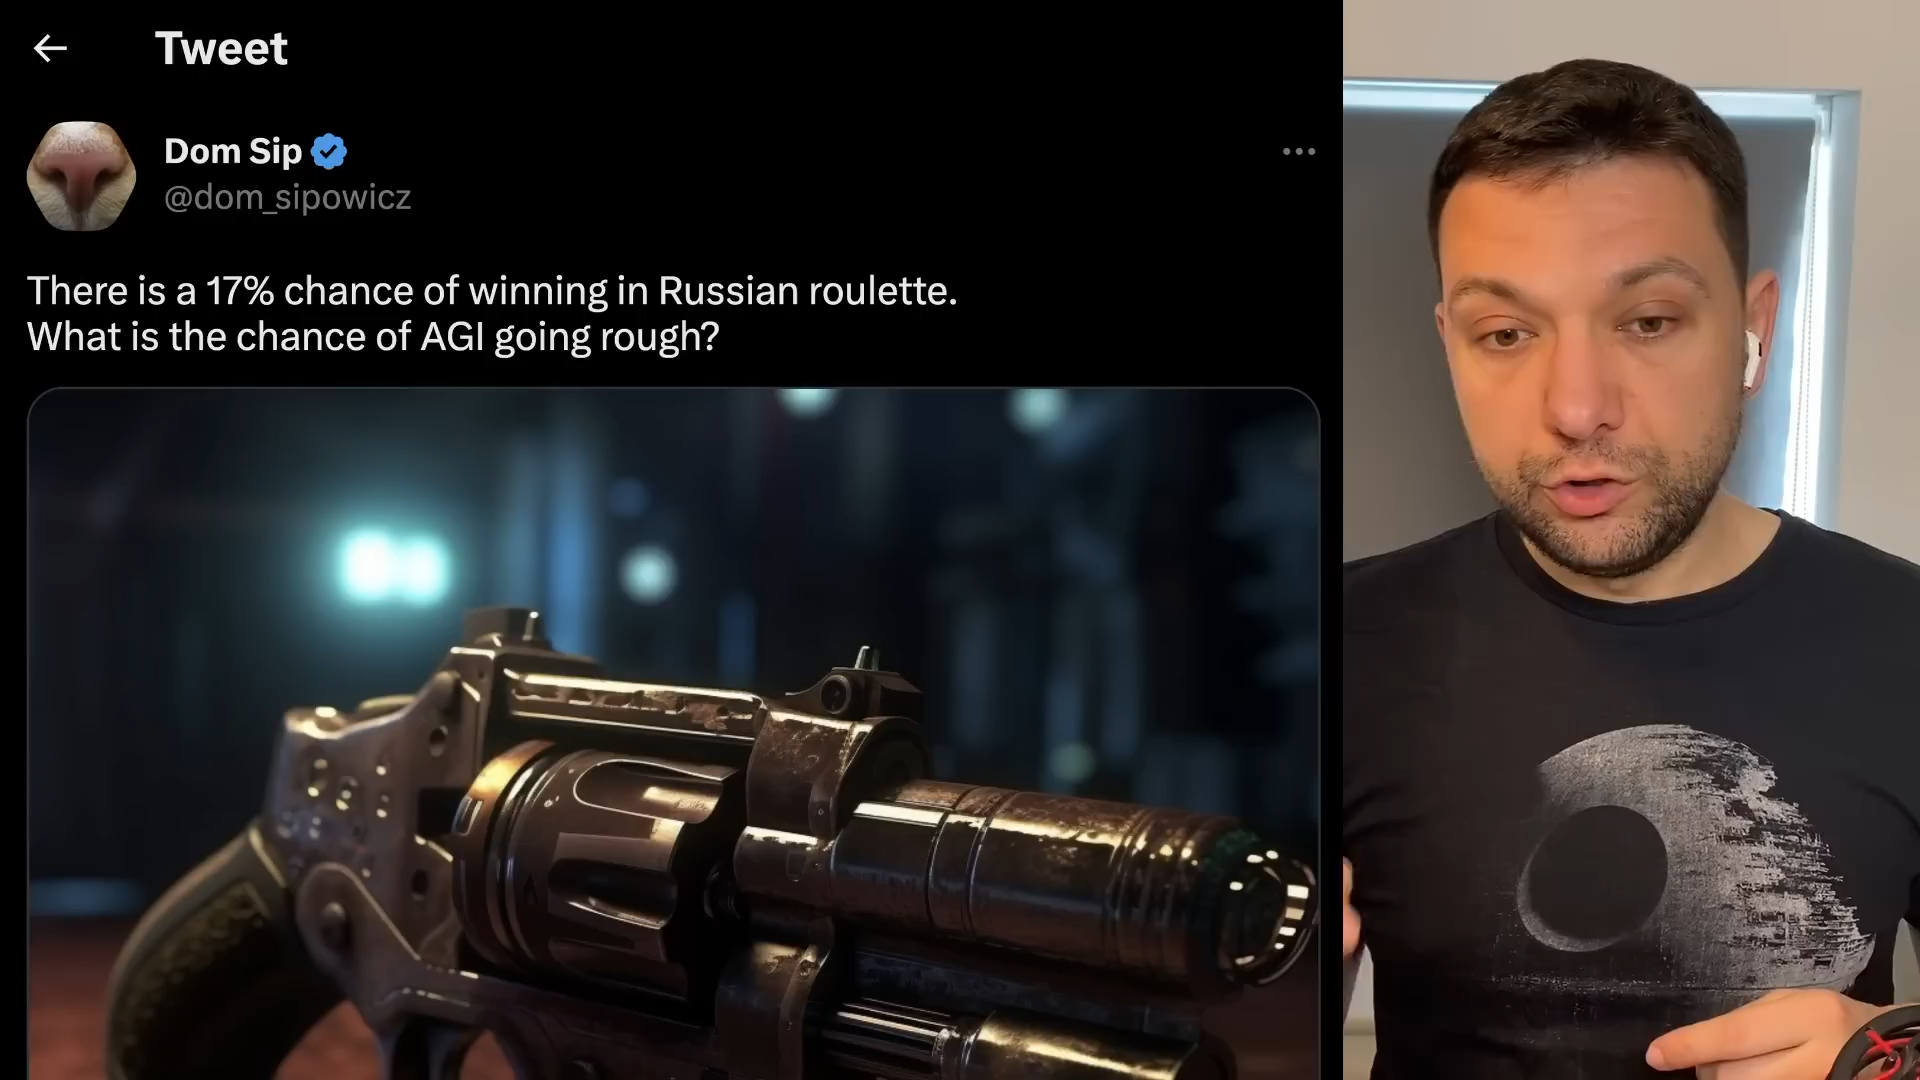 Tweet
Dom Sip
@dom_sipowicz
There is a 17% chance of winning in Russian roulette.
What is the chance of AGI going rough?